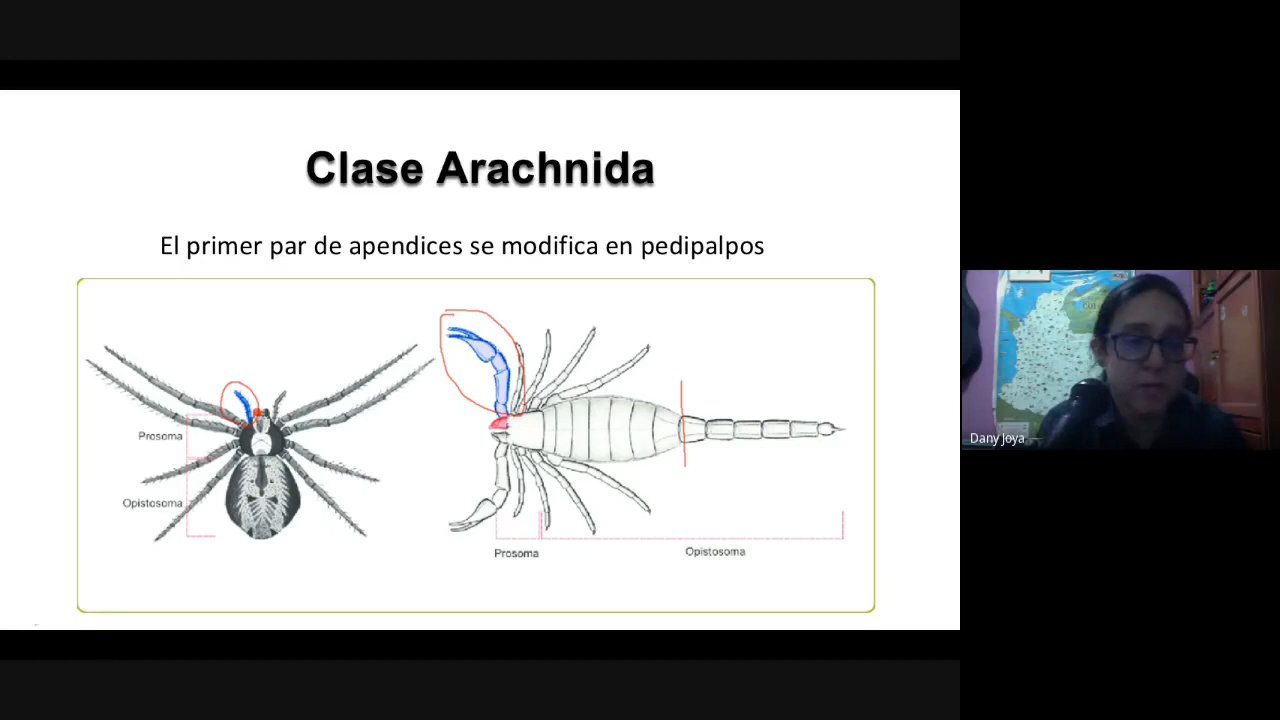 Clase Arachnida
El primer par de apendices se modifica en pedipalpos
Prosoma
Opistosoma
Prosoma
Opistosoma
Dany Joya